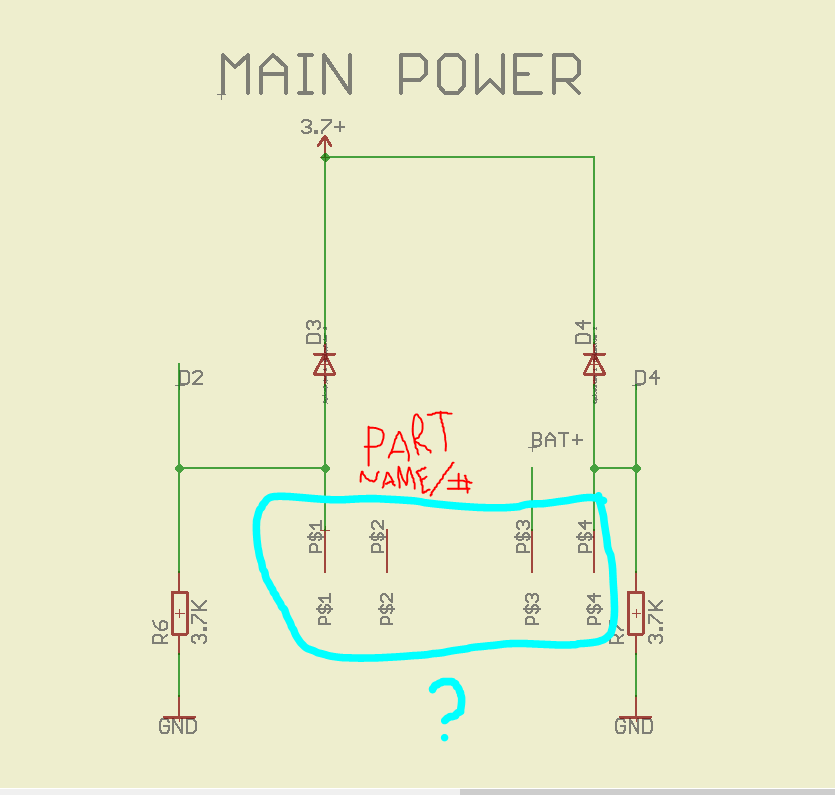 MAIN POWER
3.7+
D3
D4
D2
D4
PART
NAME/#
BAT+
P$1
P$2
P$3
P$4
P$1
P$2
P$3
P$4
R6
3.7K
R7
3.7K
?
GND
GND